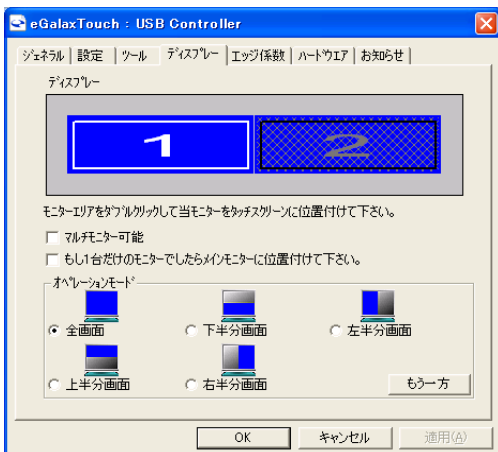 eGalaxTouch : USB Controller
ジェネラル 設定 ツール ディスプレー エッジ係数 ハードウエア お知らせ
ディスプレー
1 2
モニターエリアをダブルクリックして当モニターをタッチスクリーンに位置付けて下さい。
マルチモニター可能
もし1台だけのモニターでしたらメインモニターに位置付けて下さい。
オペレーションモード
全画面 下半分画面 左半分画面
上半分画面 右半分画面 もう一方
OK キャンセル 適用(A)